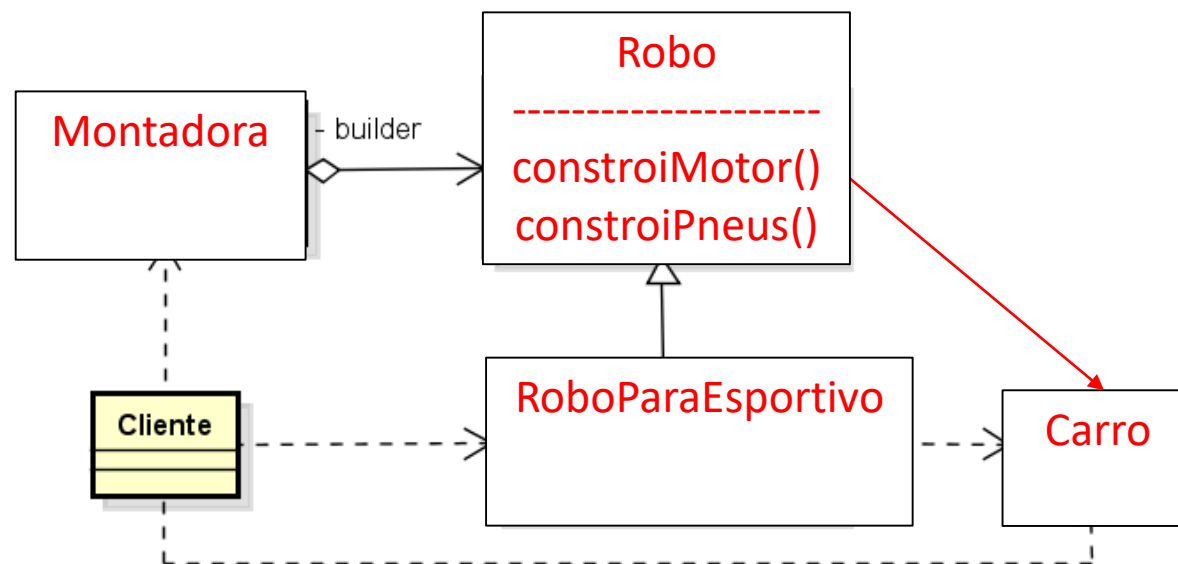 Robo
----------------------
constroiMotor()
constroiPneus()
Montadora
- builder
Cliente
RoboParaEsportivo
Carro